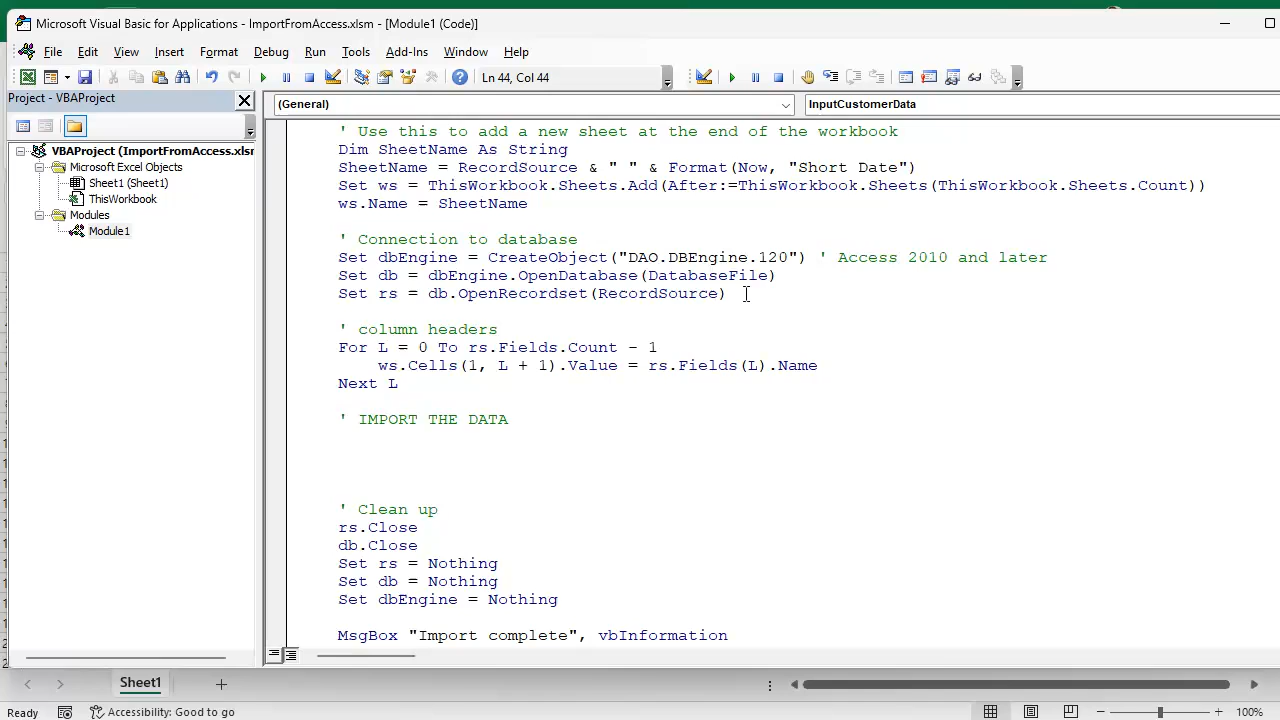 Microsoft Visual Basic for Applications - ImportFromAccess.xlsm - [Module1 (Code)]
File Edit View Insert Format Debug Run Tools Add-Ins Window Help
Ln 44, Col 44
Project - VBAProject
(General)
InputCustomerData
VBAProject (ImportFromAccess.xlsr
Microsoft Excel Objects
Sheet1 (Sheet1)
ThisWorkbook
Modules
Module1
' Use this to add a new sheet at the end of the workbook
Dim SheetName As String
SheetName = RecordSource & " " & Format(Now, "Short Date")
Set ws = ThisWorkbook.Sheets.Add(After:=ThisWorkbook.Sheets(ThisWorkbook.Sheets.Count))
ws.Name = SheetName
' Connection to database
Set dbEngine = CreateObject("DAO.DBEngine.120") ' Access 2010 and later
Set db = dbEngine.OpenDatabase(DatabaseFile)
Set rs = db.OpenRecordset(RecordSource)
' column headers
For L = 0 To rs.Fields.Count - 1
ws.Cells(1, L + 1).Value = rs.Fields(L).Name
Next L
' IMPORT THE DATA
' Clean up
rs.Close
db.Close
Set rs = Nothing
Set db = Nothing
Set dbEngine = Nothing
MsgBox "Import complete", vbInformation
Sheet1
Ready
Accessibility: Good to go
100%